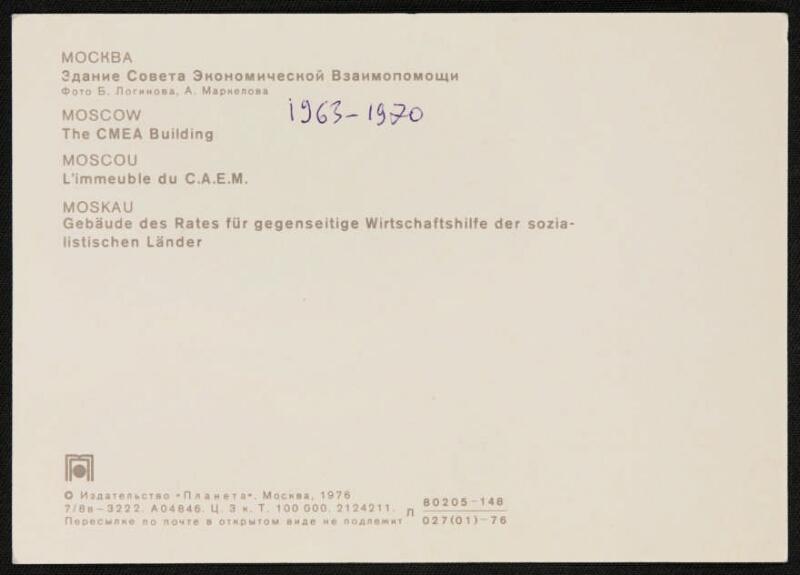 МОСКВА
Здание Совета Экономической Взаимопомощи
Фото Б. Логинова, А. Маркелова
1963-1970
MOSCOW
The CMEA Building
MOSCOU
L'immeuble du C.A.E.M.
MOSKAU
Gebäude des Rates für gegenseitige Wirtschaftshilfe der sozia-
listischen Länder
© Издательство «Планета». Москва, 1976
7/8в—3222. А04846. Ц. 3 к. Т. 100 000. 2124211.
Пересылке по почте в открытом виде не подлежит
Л 80205-148
027(01)-76